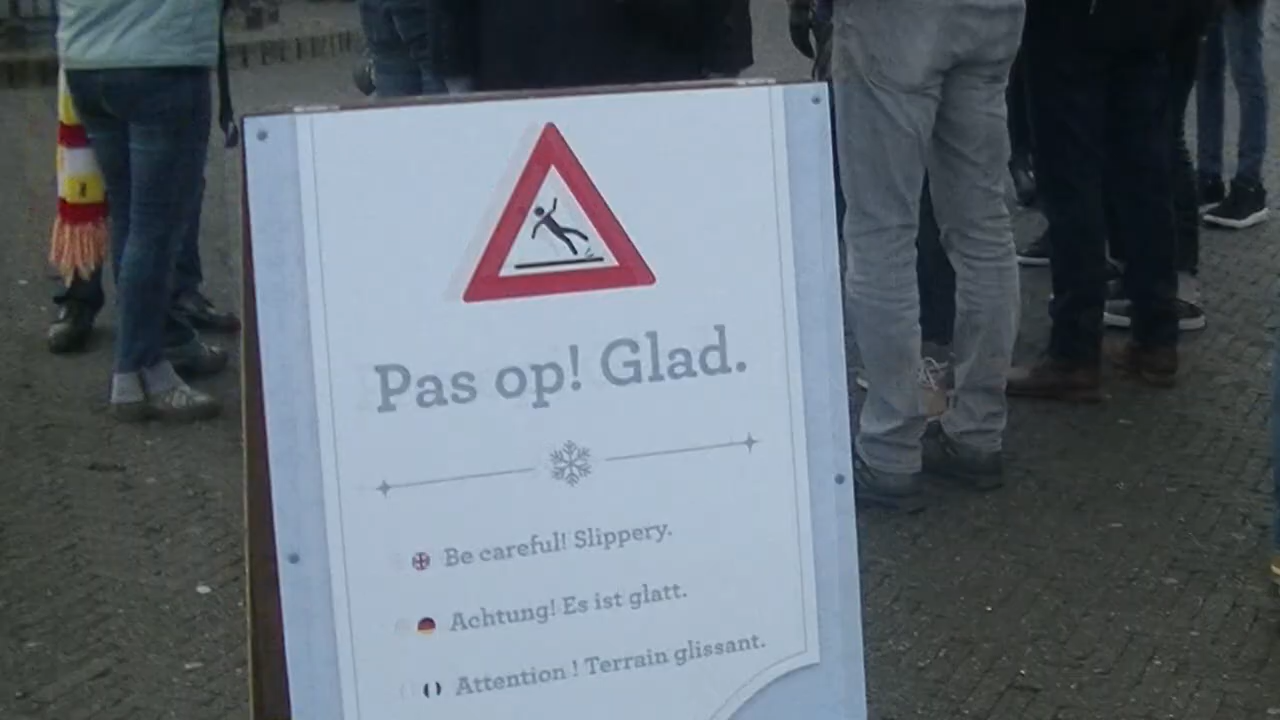 Pas op! Glad.
Be careful! Slippery.
Achtung! Es ist glatt.
Attention ! Terrain glissant.